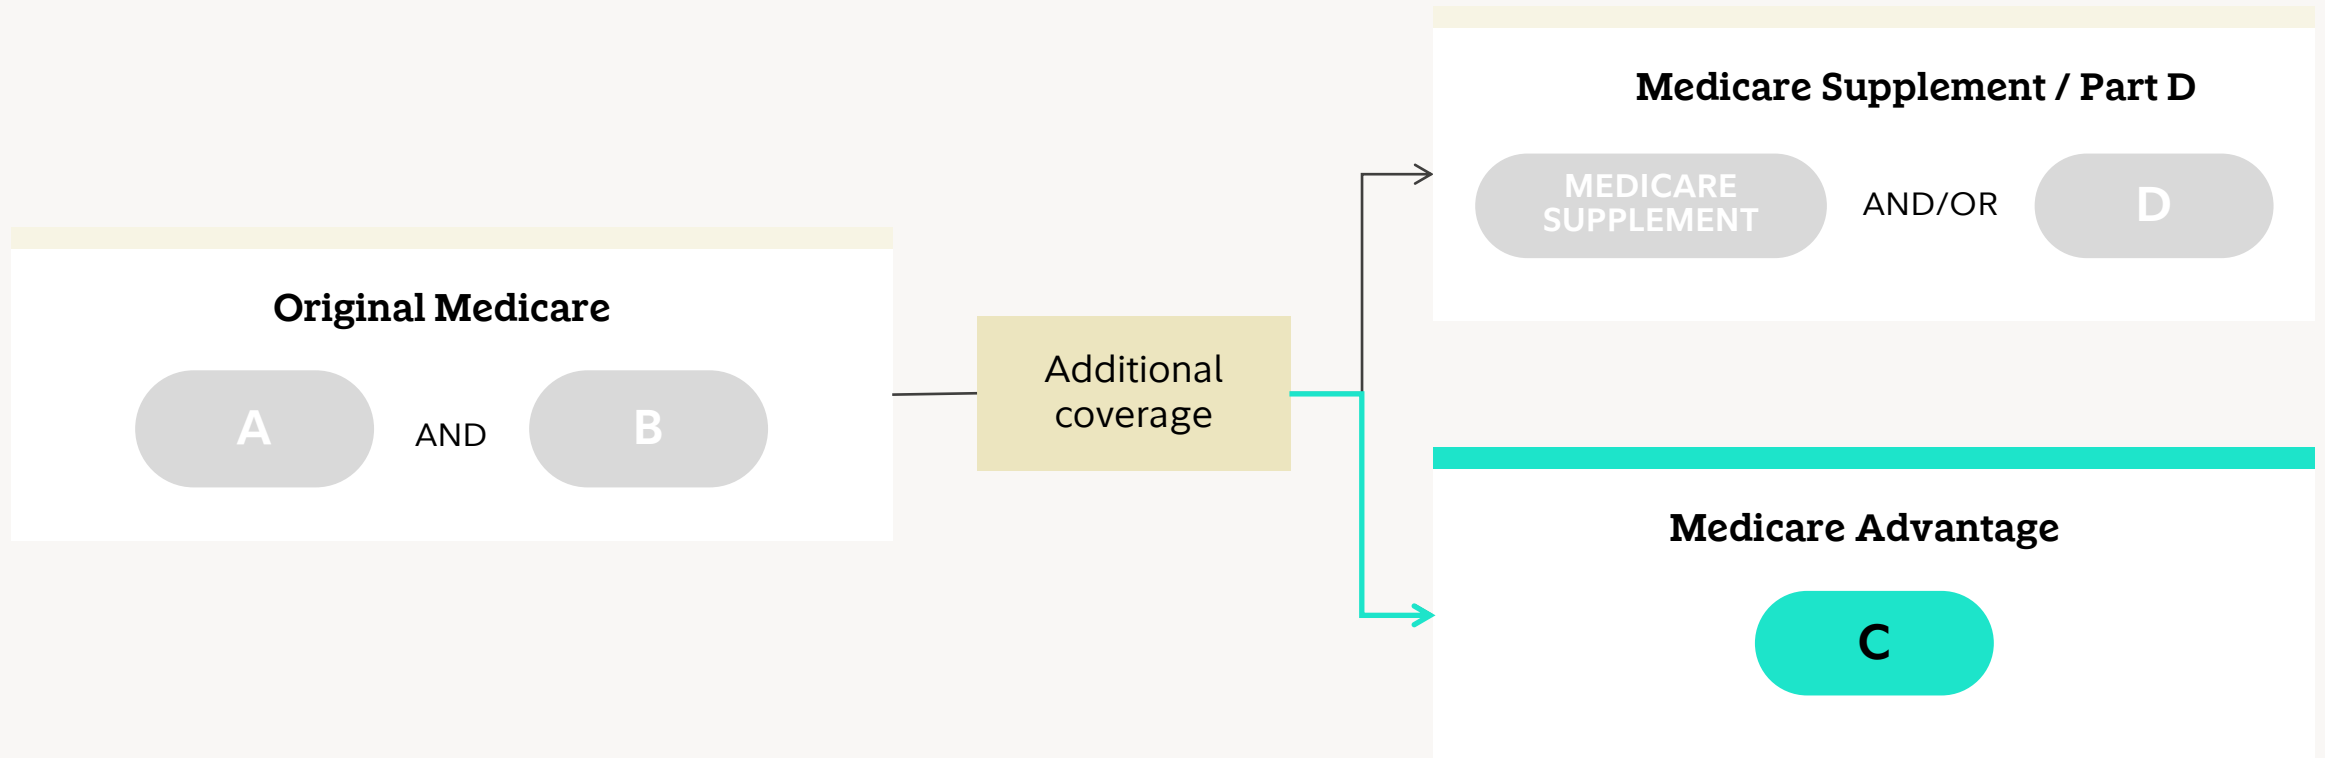 Original Medicare
A
AND
B
Additional
coverage
Medicare Supplement / Part D
MEDICARE
SUPPLEMENT
AND/OR
D
Medicare Advantage
C